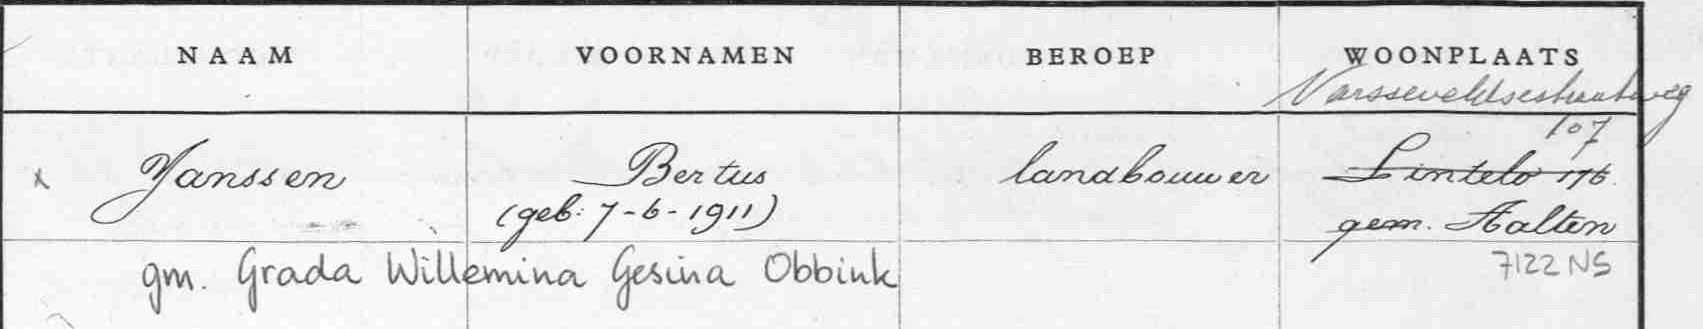 NAAM VOORNAMEN BEROEP WOONPLAATS
Varsseveldsestraatweg
107
x Janssen Bertus landbouwer Lintelo 176.
(geb: 7-6-1911) gem. Aalten
gm. Grada Willemina Gesina Obbink 7122 NS